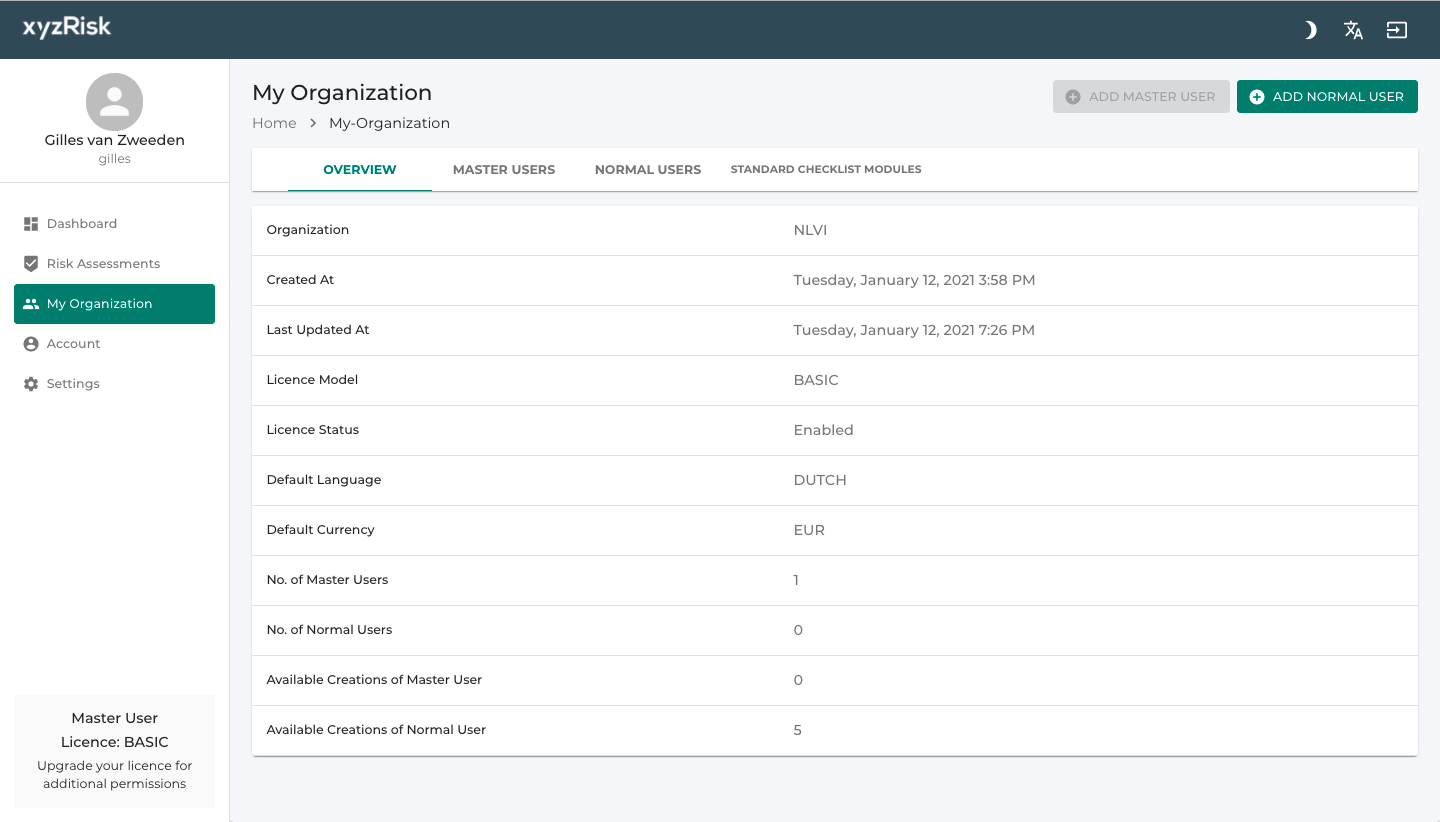 xyzRisk
Gilles van Zweeden
gilles
Dashboard
Risk Assessments
My Organization
Account
Settings
Master User
Licence: BASIC
Upgrade your licence for
additional permissions
My Organization
Home > My-Organization
ADD MASTER USER ADD NORMAL USER
OVERVIEW MASTER USERS NORMAL USERS STANDARD CHECKLIST MODULES
Organization NLVI
Created At Tuesday, January 12, 2021 3:58 PM
Last Updated At Tuesday, January 12, 2021 7:26 PM
Licence Model BASIC
Licence Status Enabled
Default Language DUTCH
Default Currency EUR
No. of Master Users 1
No. of Normal Users 0
Available Creations of Master User 0
Available Creations of Normal User 5